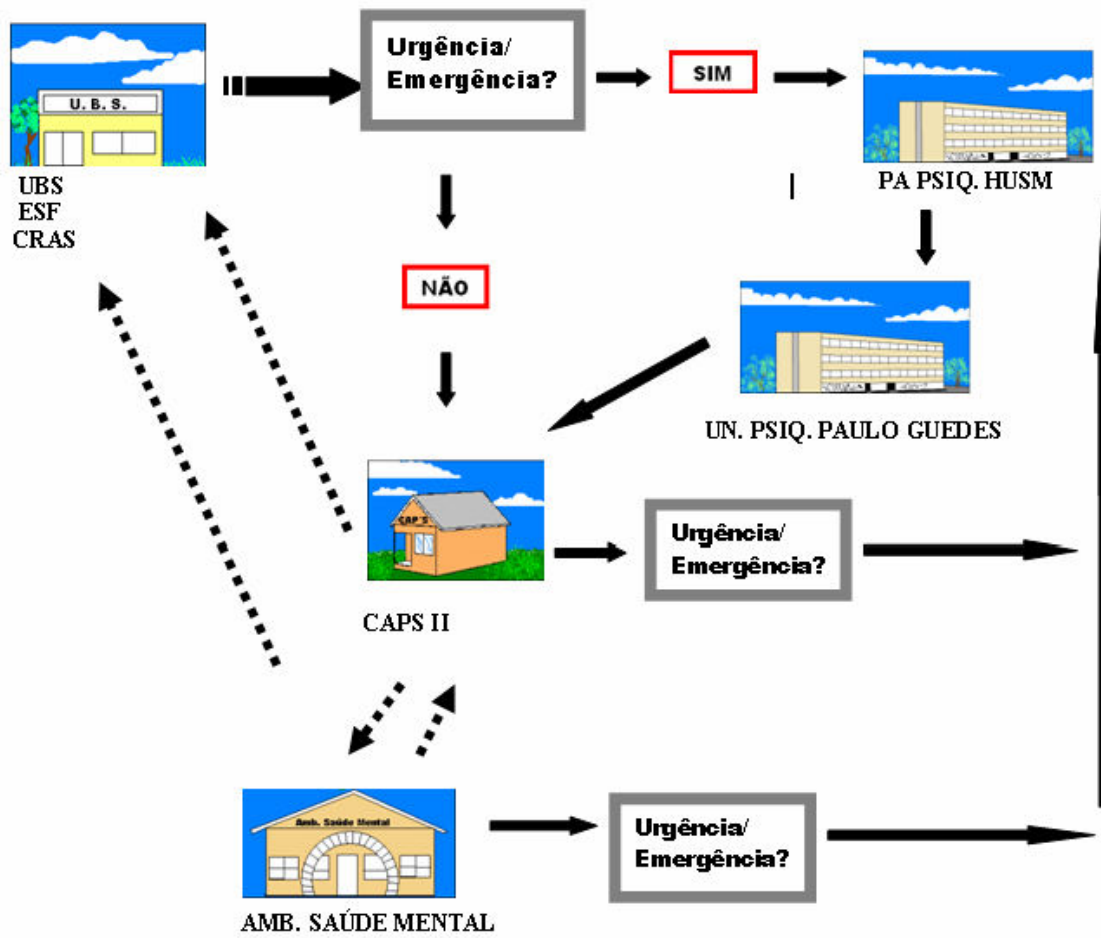 Urgência/
Emergência?
SIM
U. B. S.
UBS
ESF
CRAS
PA PSIQ. HUSM
NÃO
UN. PSIQ. PAULO GUEDES
CAP'S
Urgência/
Emergência?
CAPS II
Amb. Saúde Mental
Urgência/
Emergência?
AMB. SAÚDE MENTAL